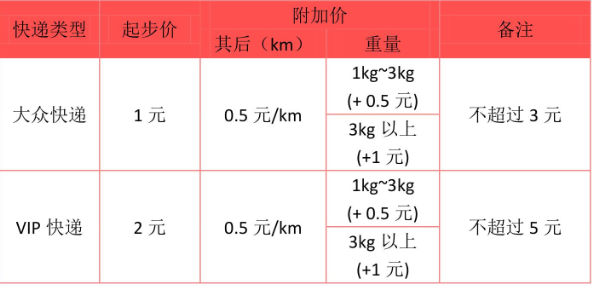 快递类型 起步价 附加价 备注
其后（km） 重量
大众快递 1 元 0.5 元/km 1kg~3kg
(+ 0.5 元) 不超过 3 元
3kg 以上
(+1 元)
VIP 快递 2 元 0.5 元/km 1kg~3kg
(+ 0.5 元) 不超过 5 元
3kg 以上
(+1 元)